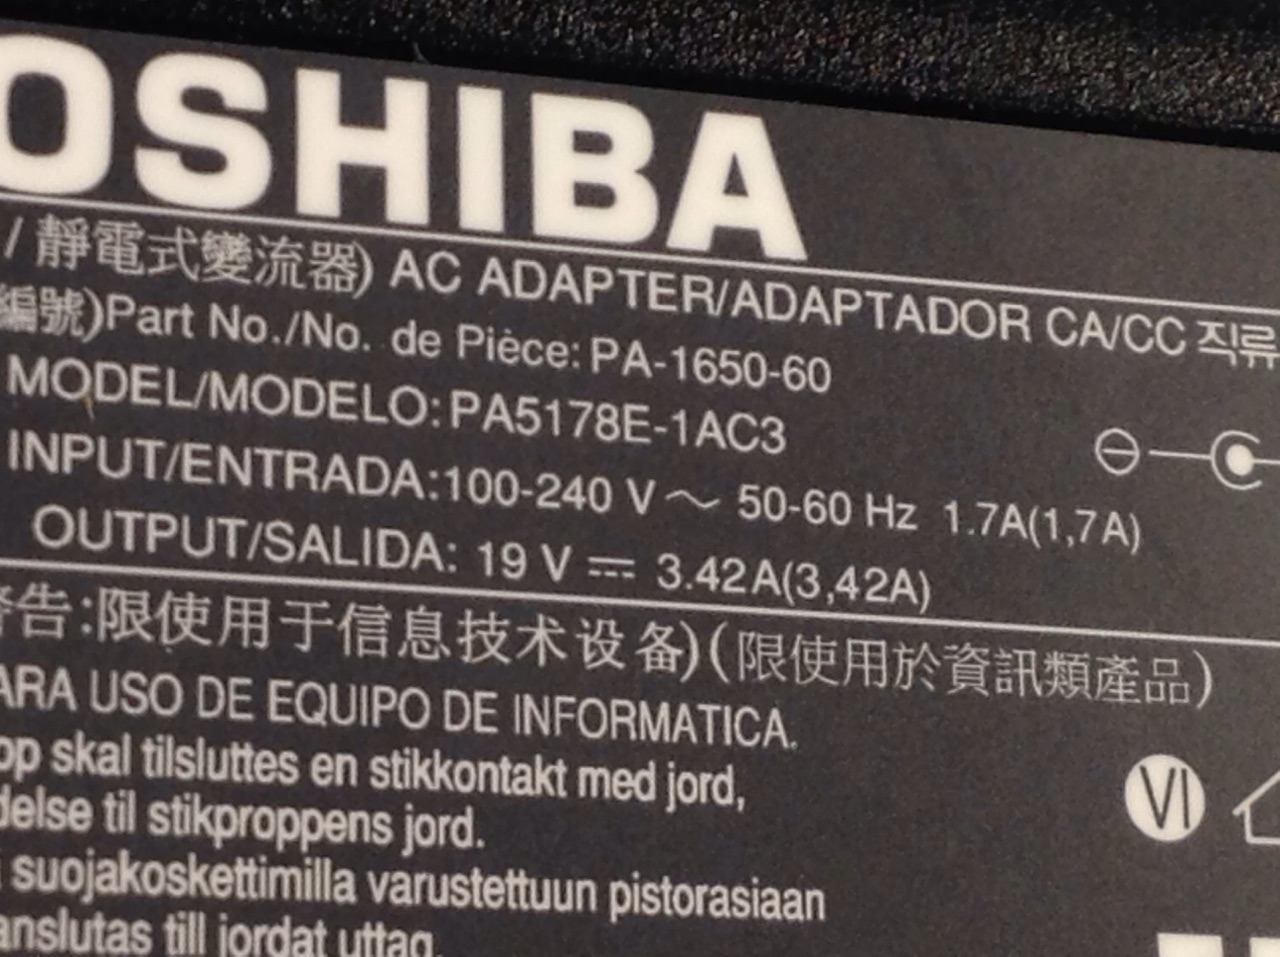 OSHIBA
/ 靜電式變流器) AC ADAPTER/ADAPTADOR CA/CC 직류
編號)Part No./No. de Pièce: PA-1650-60
MODEL/MODELO: PA5178E-1AC3
INPUT/ENTRADA:100-240 V～ 50-60 Hz 1.7A(1,7A)
OUTPUT/SALIDA: 19 V ⎓ 3.42A(3,42A)
警告:限使用于信息技术设备)(限使用於資訊類產品)
ARA USO DE EQUIPO DE INFORMATICA.
op skal tilsluttes en stikkontakt med jord,
delse til stikproppens jord.
VI
suojakoskettimilla varustettuun pistorasiaan
anslutas till jordat uttag.